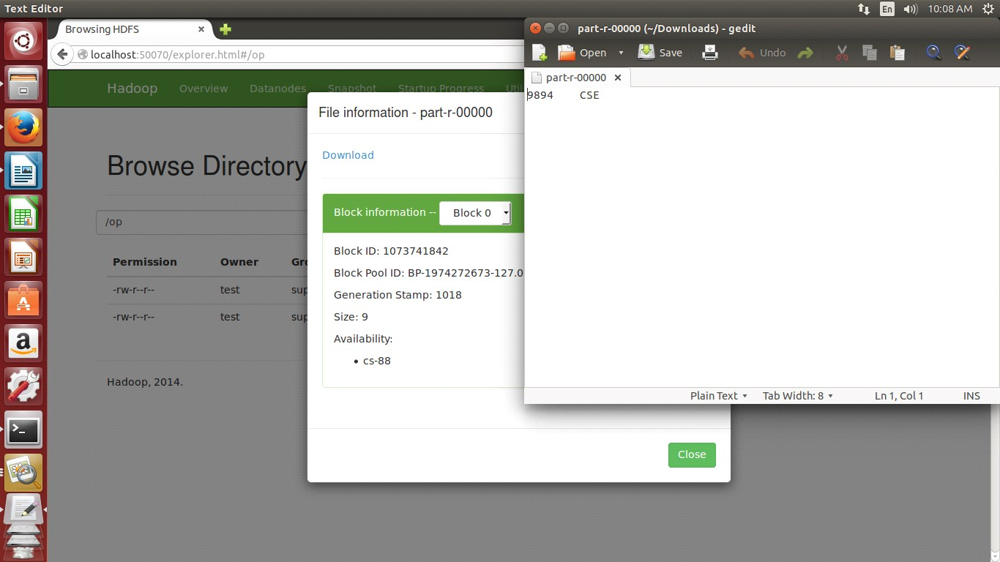 Text Editor
En
10:08 AM
Browsing HDFS
localhost:50070/explorer.html#/op
Hadoop Overview Datanodes Snapshot Startup Progress
Browse Directory
/op
Permission Owner
-rw-r--r-- test
-rw-r--r-- test
Hadoop, 2014.
File information - part-r-00000
Download
Block information -- Block 0
Block ID: 1073741842
Block Pool ID: BP-1974272673-127.0
Generation Stamp: 1018
Size: 9
Availability:
cs-88
Close
part-r-00000 (~/Downloads) - gedit
Open Save Undo
part-r-00000
9894 CSE
Plain Text Tab Width: 8 Ln 1, Col 1 INS